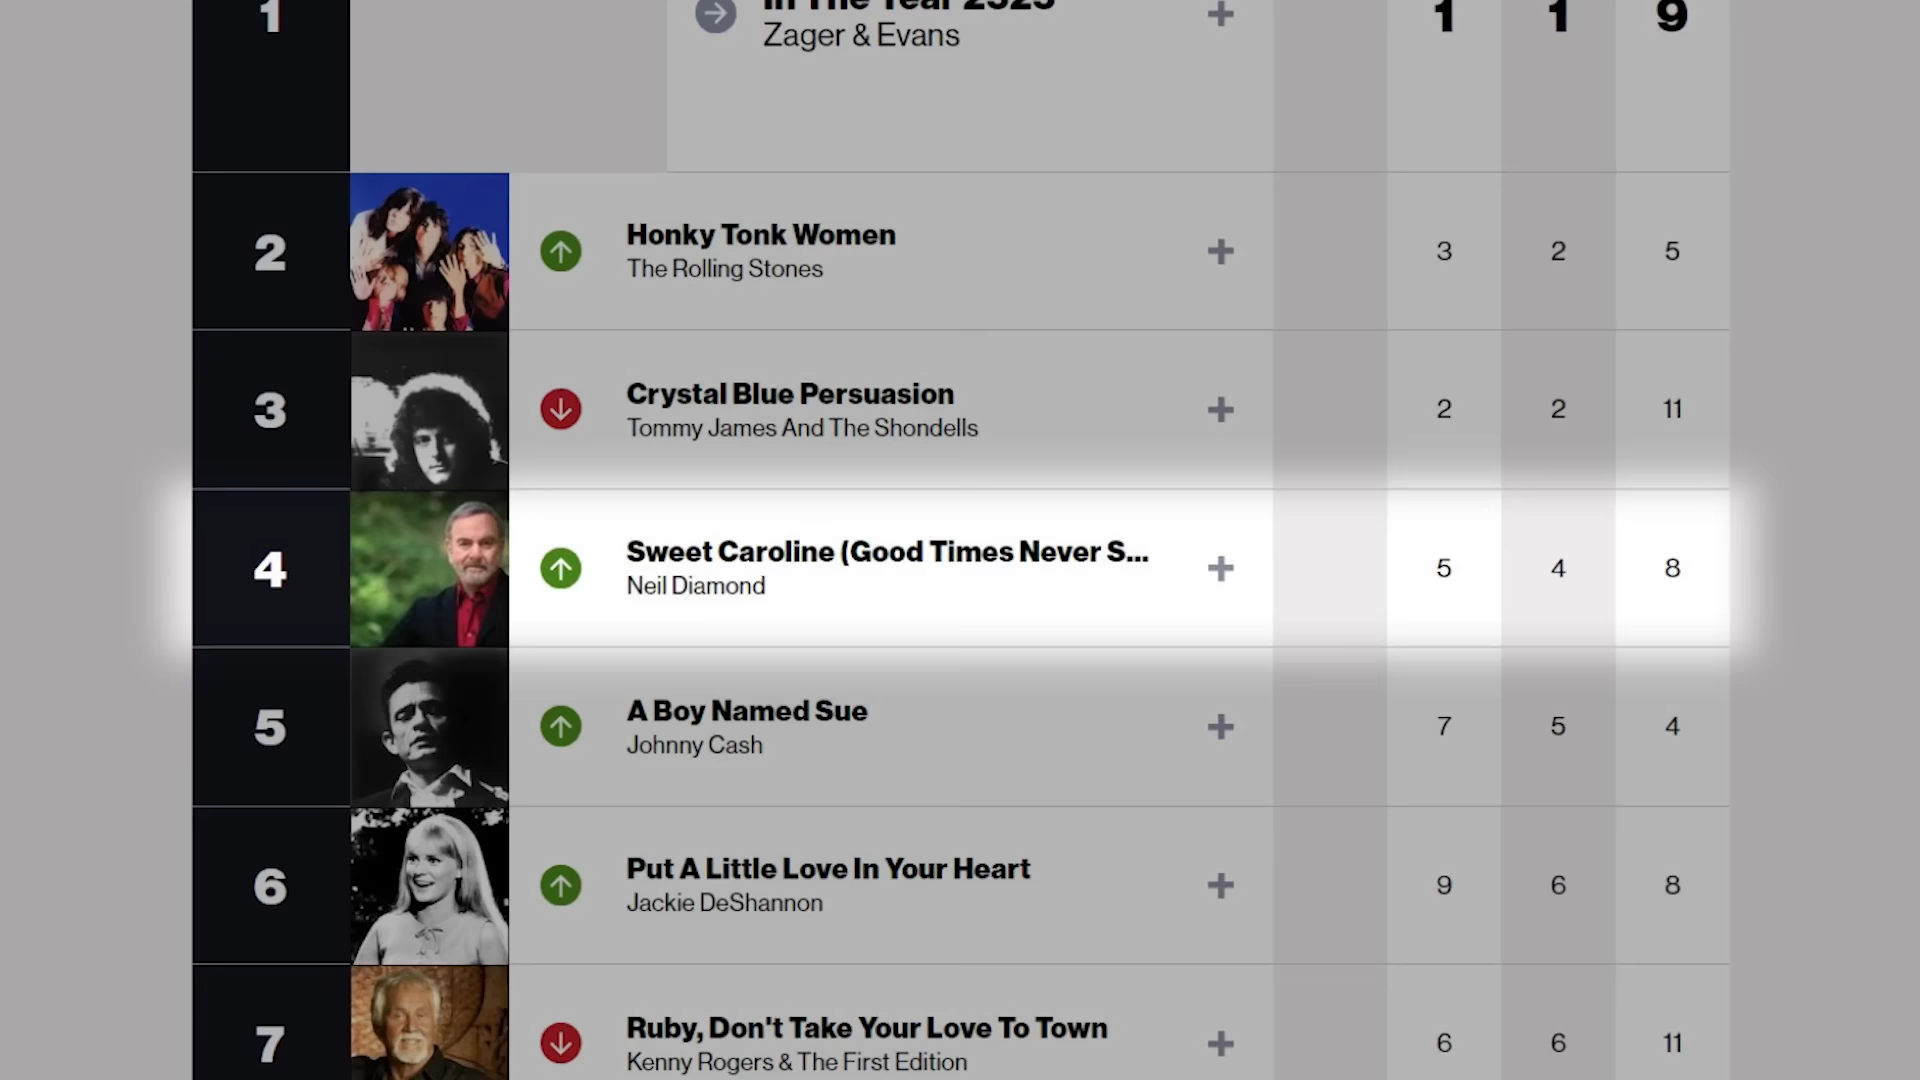 1
In The Year 2525
Zager & Evans
1 1 9
2
Honky Tonk Women
The Rolling Stones
3 2 5
3
Crystal Blue Persuasion
Tommy James And The Shondells
2 2 11
4
Sweet Caroline (Good Times Never S...
Neil Diamond
5 4 8
5
A Boy Named Sue
Johnny Cash
7 5 4
6
Put A Little Love In Your Heart
Jackie DeShannon
9 6 8
7
Ruby, Don't Take Your Love To Town
Kenny Rogers & The First Edition
6 6 11